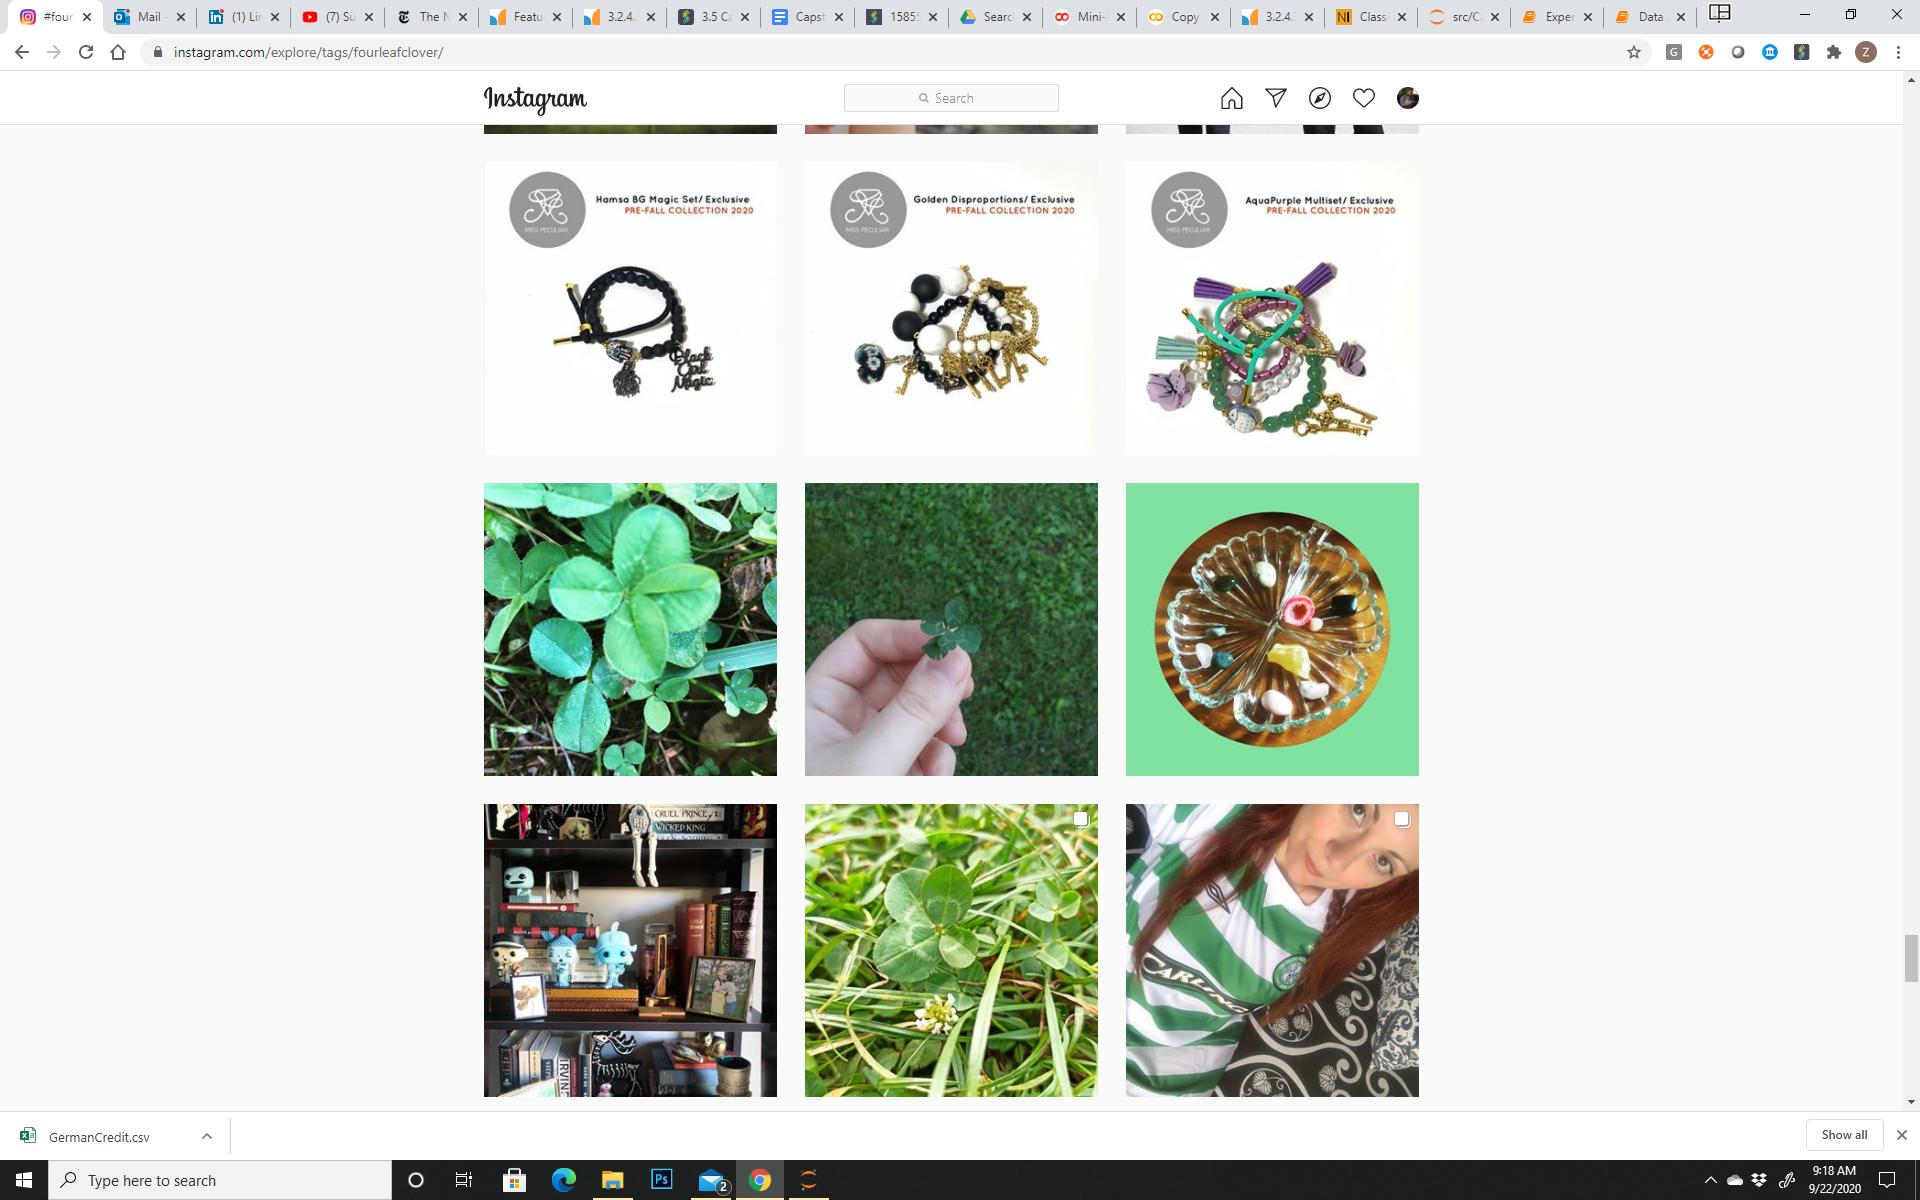 #four
Mail -
(1) Lin
(7) Su
The N
Featu
3.2.4.
3.5 Ca
Capst
1585
Searc
Mini-
Copy
3.2.4.
Classi
src/C
Exper
Data
instagram.com/explore/tags/fourleafclover/
Instagram
Search
Hamsa BG Magic Set/ Exclusive
PRE-FALL COLLECTION 2020
MISS PECULIAR
Black
Girl
Magic
Golden Disproportions/ Exclusive
PRE-FALL COLLECTION 2020
MISS PECULIAR
AquaPurple Multiset/ Exclusive
PRE-FALL COLLECTION 2020
MISS PECULIAR
CRUEL PRINCE
WICKED KING
RIP
IRVING
CARLING
GermanCredit.csv
Show all
Type here to search
Ps
2
9:18 AM
9/22/2020